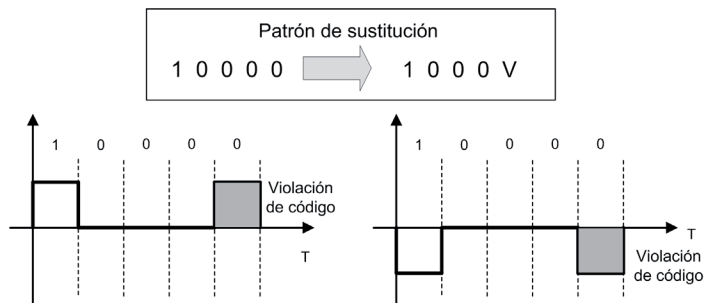 Patrón de sustitución
1 0 0 0 0 1 0 0 0 V
1 0 0 0 0
Violación
de código
T
1 0 0 0 0
T
Violación
de código